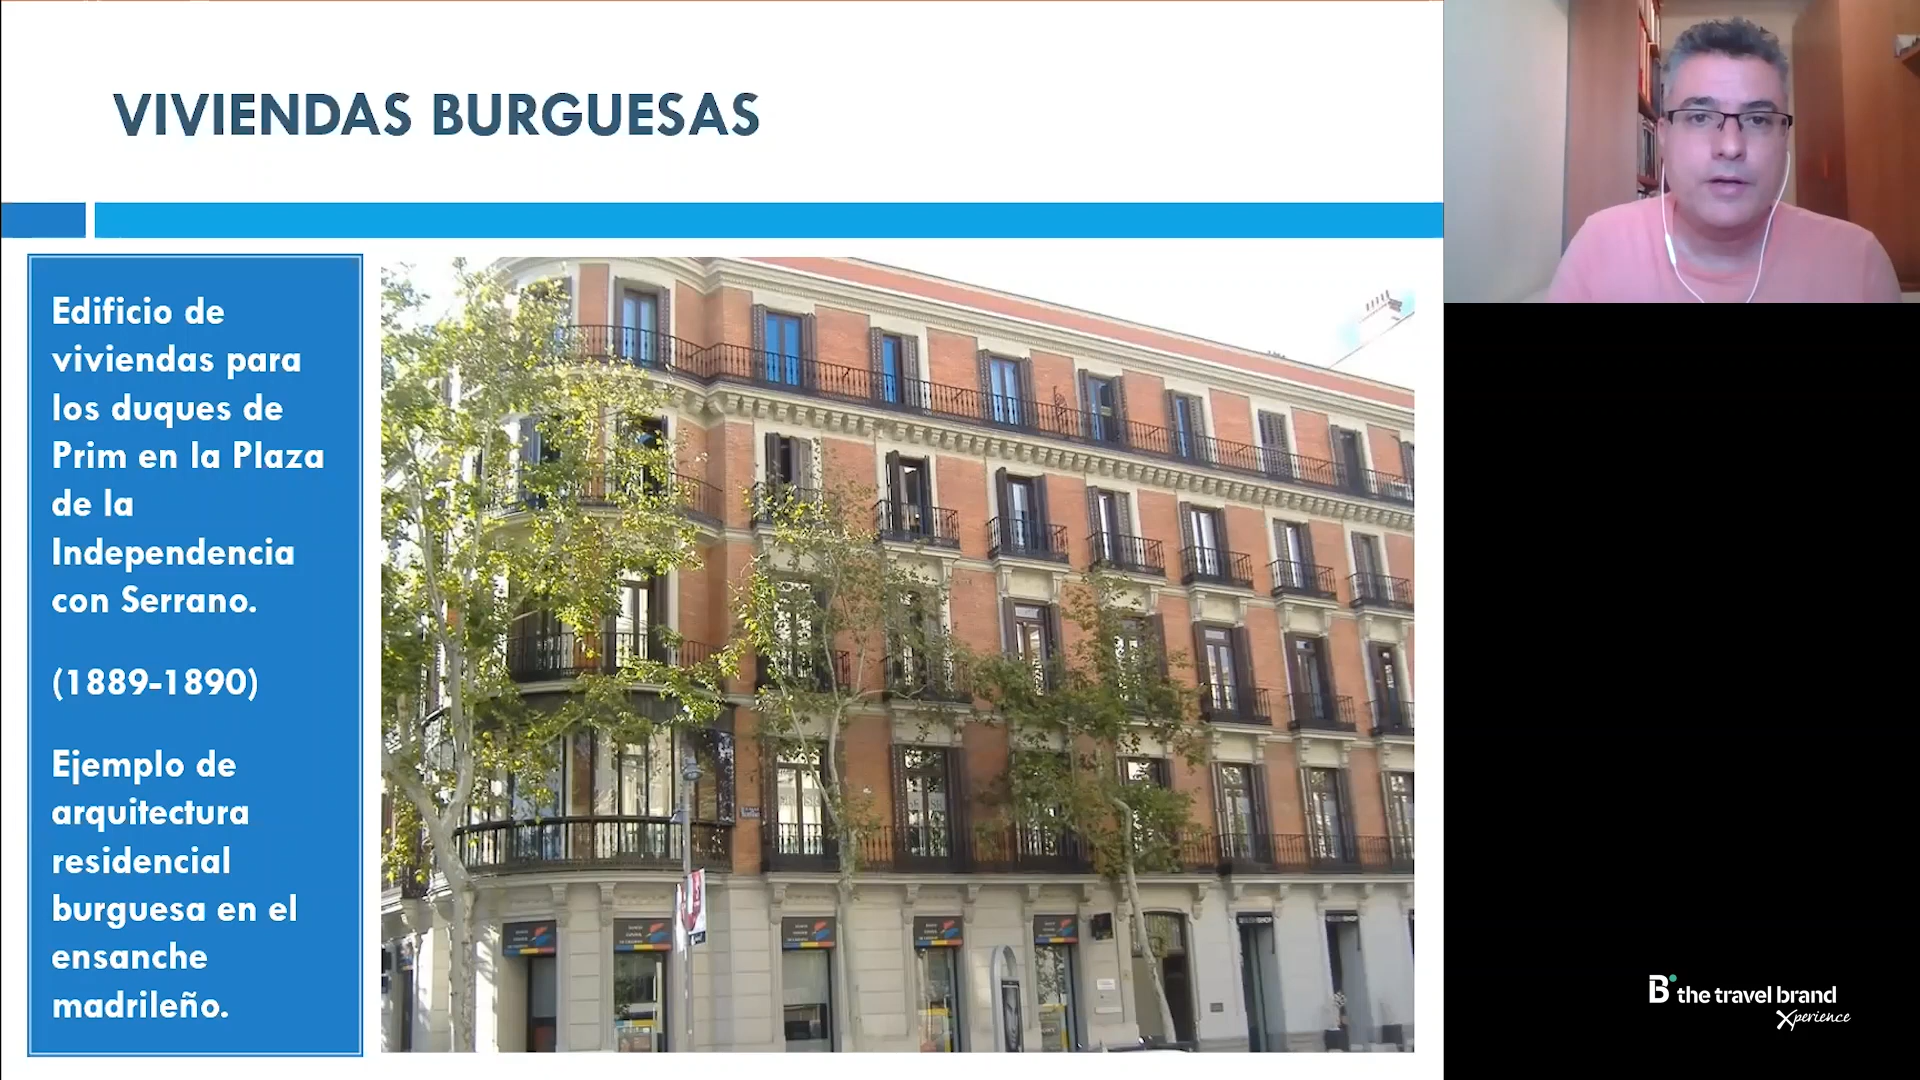 VIVIENDAS BURGUESAS
Edificio de
viviendas para
los duques de
Prim en la Plaza
de la
Independencia
con Serrano.
(1889-1890)
Ejemplo de
arquitectura
residencial
burguesa en el
ensanche
madrileño.
B the travel brand
Xperience